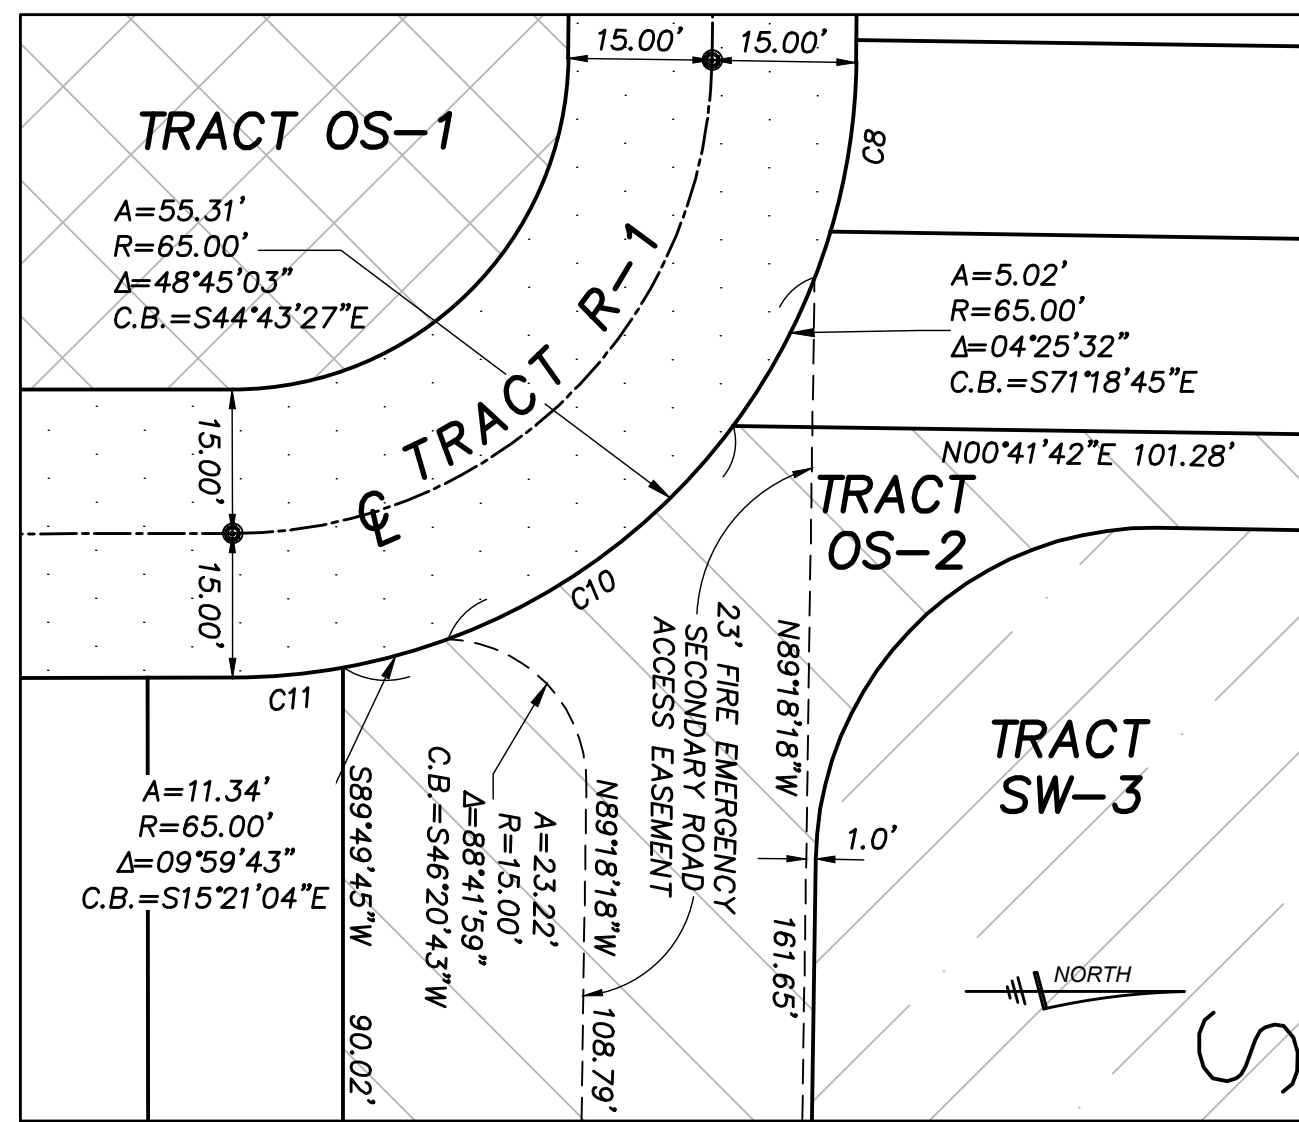 15.00’
15.00’
TRACT OS-1
C8
A=55.31’
R=65.00’
Δ=48°45’03”
C.B.=S44°43’27”E
TRACT R-1
A=5.02’
R=65.00’
Δ=04°25’32”
C.B.=S71°18’45”E
N00°41’42”E 101.28’
TRACT
OS-2
15.00’
15.00’
℄
C10
C11
23’ FIRE EMERGENCY
SECONDARY ROAD
ACCESS EASEMENT
N89°18’18”W 161.65’
TRACT
SW-3
1.0’
A=11.34’
R=65.00’
Δ=09°59’43”
C.B.=S15°21’04”E
S89°49’45”W 90.02’
A=23.22’
R=15.00’
Δ=88°41’59”
C.B.=S46°20’43”W
N89°18’18”W 108.79’
NORTH
S